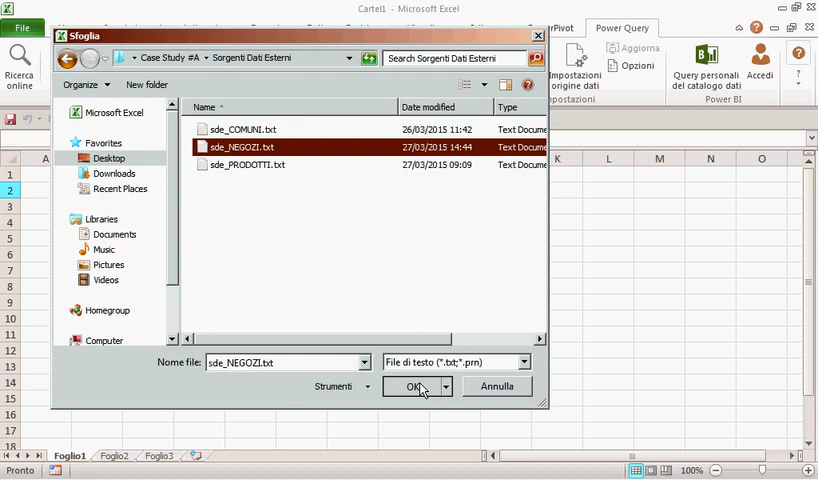 Cartel1 - Microsoft Excel
File
PowerPivot
Power Query
Ricerca online
Impostazioni origine dati
Aggiorna
Opzioni
Query personali del catalogo dati
Accedi
?
Power BI
Sfoglia
Case Study #A
Sorgenti Dati Esterni
Search Sorgenti Dati Esterni
Organize
New folder
Name
Date modified
Type
Microsoft Excel
Favorites
Desktop
Downloads
Recent Places
Libraries
Documents
Music
Pictures
Videos
Homegroup
Computer
sde_COMUNI.txt 26/03/2015 11:42 Text Docume
sde_NEGOZI.txt 27/03/2015 14:44 Text Docume
sde_PRODOTTI.txt 27/03/2015 09:09 Text Docume
Nome file: sde_NEGOZI.txt
File di testo (*.txt;*.prn)
Strumenti
OK
Annulla
A K L M N O
1
2
3
4
5
6
7
8
9
10
11
12
13
14
15
16
17
18
Foglio1 Foglio2 Foglio3
Pronto
100%